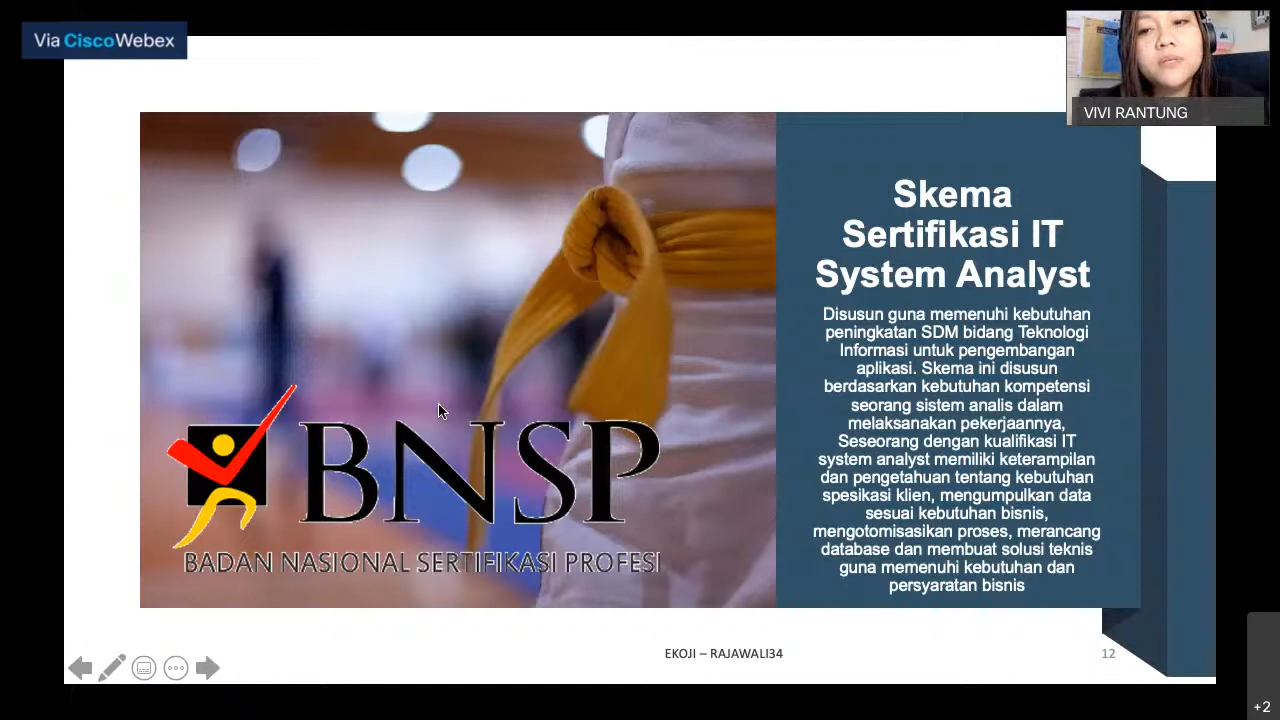 Via CiscoWebex
VIVI RANTUNG
Skema
Sertifikasi IT
System Analyst
Disusun guna memenuhi kebutuhan
peningkatan SDM bidang Teknologi
Informasi untuk pengembangan
aplikasi. Skema ini disusun
berdasarkan kebutuhan kompetensi
seorang sistem analis dalam
melaksanakan pekerjaannya,
Seseorang dengan kualifikasi IT
system analyst memiliki keterampilan
dan pengetahuan tentang kebutuhan
spesikasi klien, mengumpulkan data
sesuai kebutuhan bisnis,
mengotomisasikan proses, merancang
database dan membuat solusi teknis
guna memenuhi kebutuhan dan
persyaratan bisnis
BNSP
BADAN NASIONAL SERTIFIKASI PROFESI
EKOJI – RAJAWALI34
12
+2